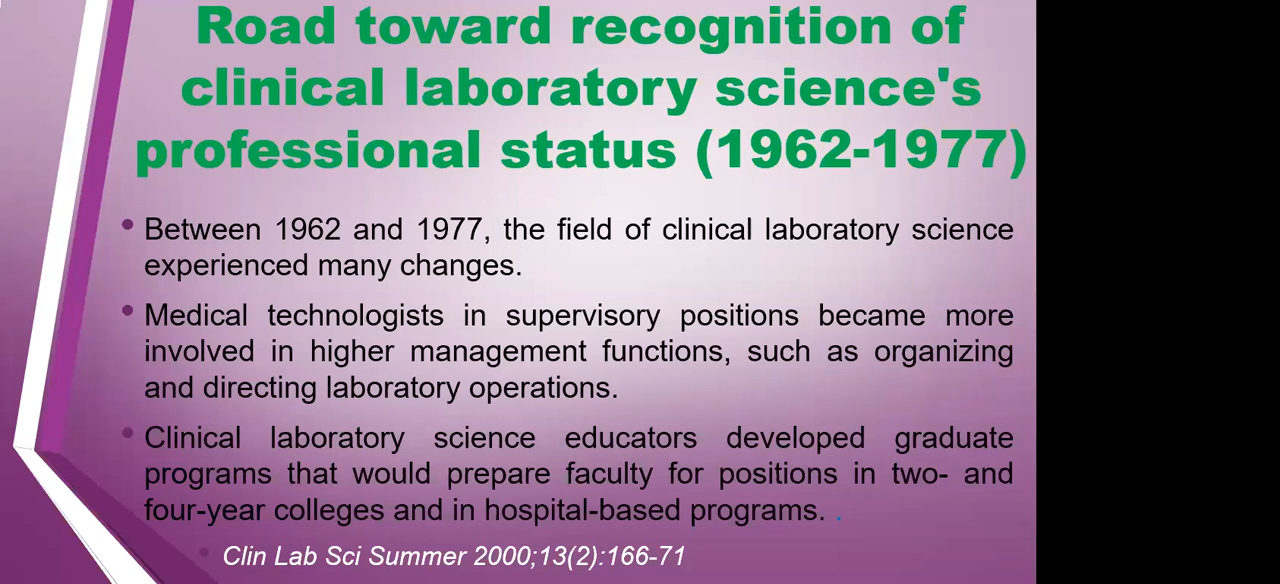 Road toward recognition of
clinical laboratory science's
professional status (1962-1977)
• Between 1962 and 1977, the field of clinical laboratory science
experienced many changes.
• Medical technologists in supervisory positions became more
involved in higher management functions, such as organizing
and directing laboratory operations.
• Clinical laboratory science educators developed graduate
programs that would prepare faculty for positions in two- and
four-year colleges and in hospital-based programs. .
• Clin Lab Sci Summer 2000;13(2):166-71